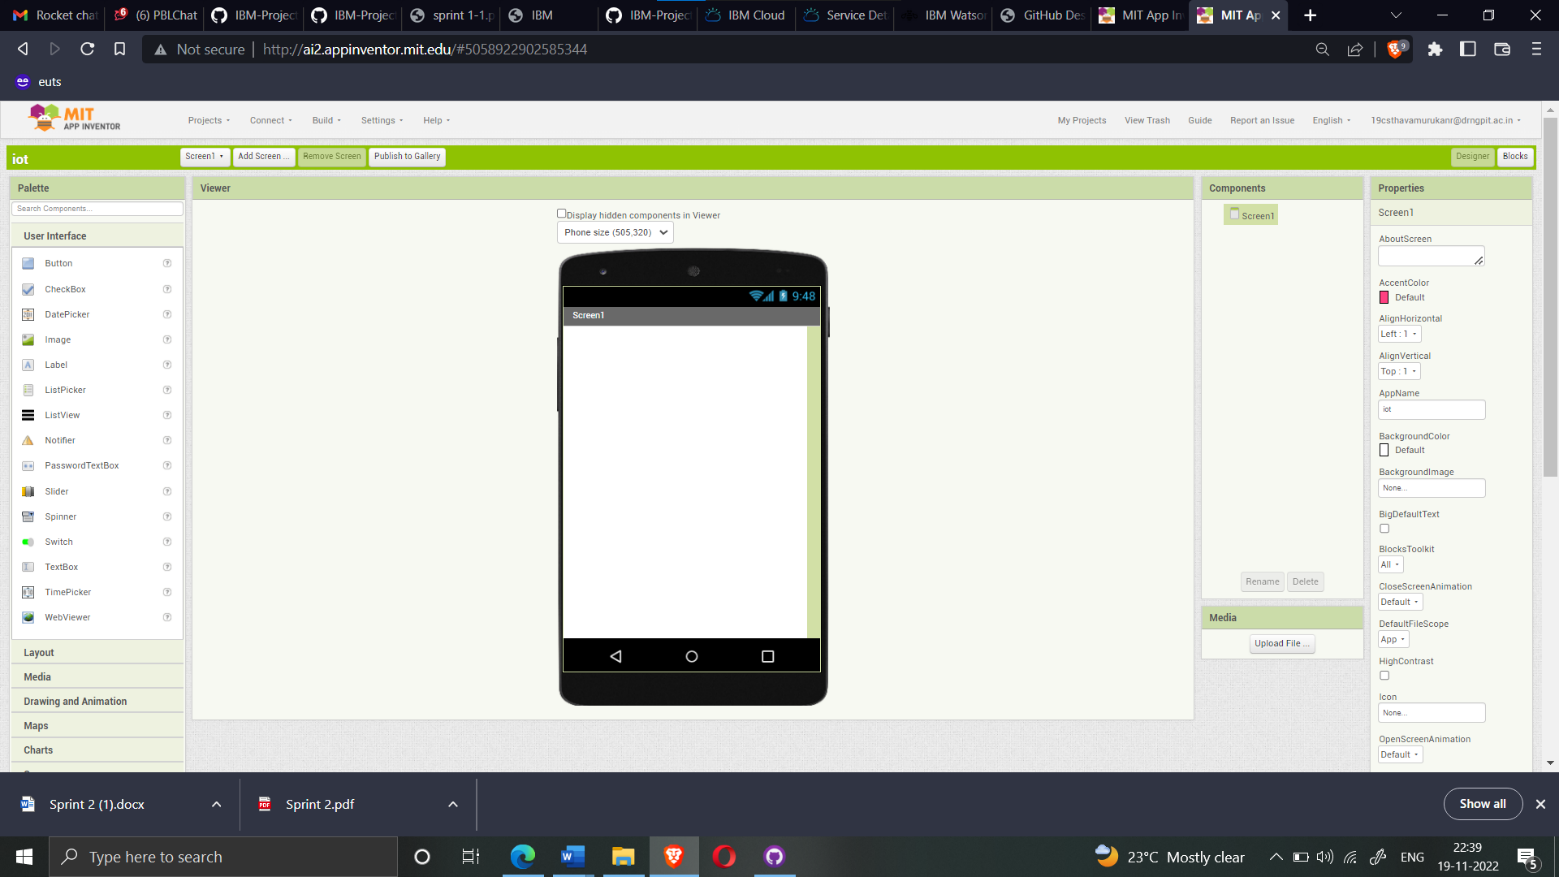 Rocket chat
(6) PBLChat
IBM-Projec
IBM-Projec
sprint 1-1.p
IBM
IBM-Projec
IBM Cloud
Service Det
IBM Watson
GitHub Des
MIT App In
MIT Ap
Not secure
http://ai2.appinventor.mit.edu/#5058922902585344
9
euts
MIT
APP INVENTOR
Projects
Connect
Build
Settings
Help
My Projects
View Trash
Guide
Report an Issue
English
19csthavamurukanr@drngpit.ac.in
iot
Screen1
Add Screen ...
Remove Screen
Publish to Gallery
Designer
Blocks
Palette
Search Components...
User Interface
Button
CheckBox
DatePicker
Image
Label
ListPicker
ListView
Notifier
PasswordTextBox
Slider
Spinner
Switch
TextBox
TimePicker
WebViewer
Layout
Media
Drawing and Animation
Maps
Charts
Viewer
Display hidden components in Viewer
Phone size (505,320)
9:48
Screen1
Components
Screen1
Rename
Delete
Media
Upload File ...
Properties
Screen1
AboutScreen
AccentColor
Default
AlignHorizontal
Left : 1
AlignVertical
Top : 1
AppName
iot
BackgroundColor
Default
BackgroundImage
None...
BigDefaultText
BlocksToolkit
All
CloseScreenAnimation
Default
DefaultFileScope
App
HighContrast
Icon
None...
OpenScreenAnimation
Default
Sprint 2 (1).docx
Sprint 2.pdf
Show all
Type here to search
23°C Mostly clear
ENG
22:39
19-11-2022
5